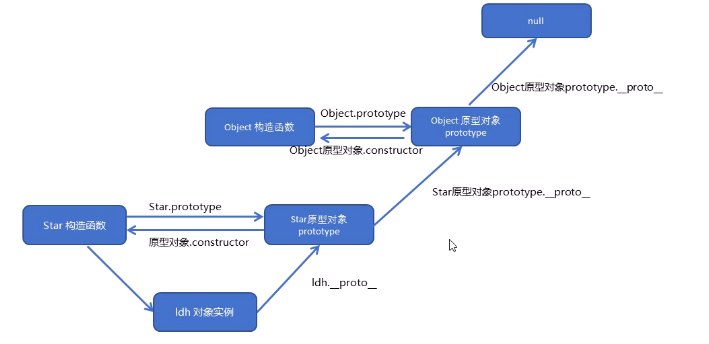 null
Object原型对象prototype.__proto__
Object.prototype
Object 构造函数
Object 原型对象
prototype
Object原型对象.constructor
Star原型对象prototype.__proto__
Star.prototype
Star 构造函数
Star原型对象
prototype
原型对象.constructor
ldh.__proto__
ldh 对象实例